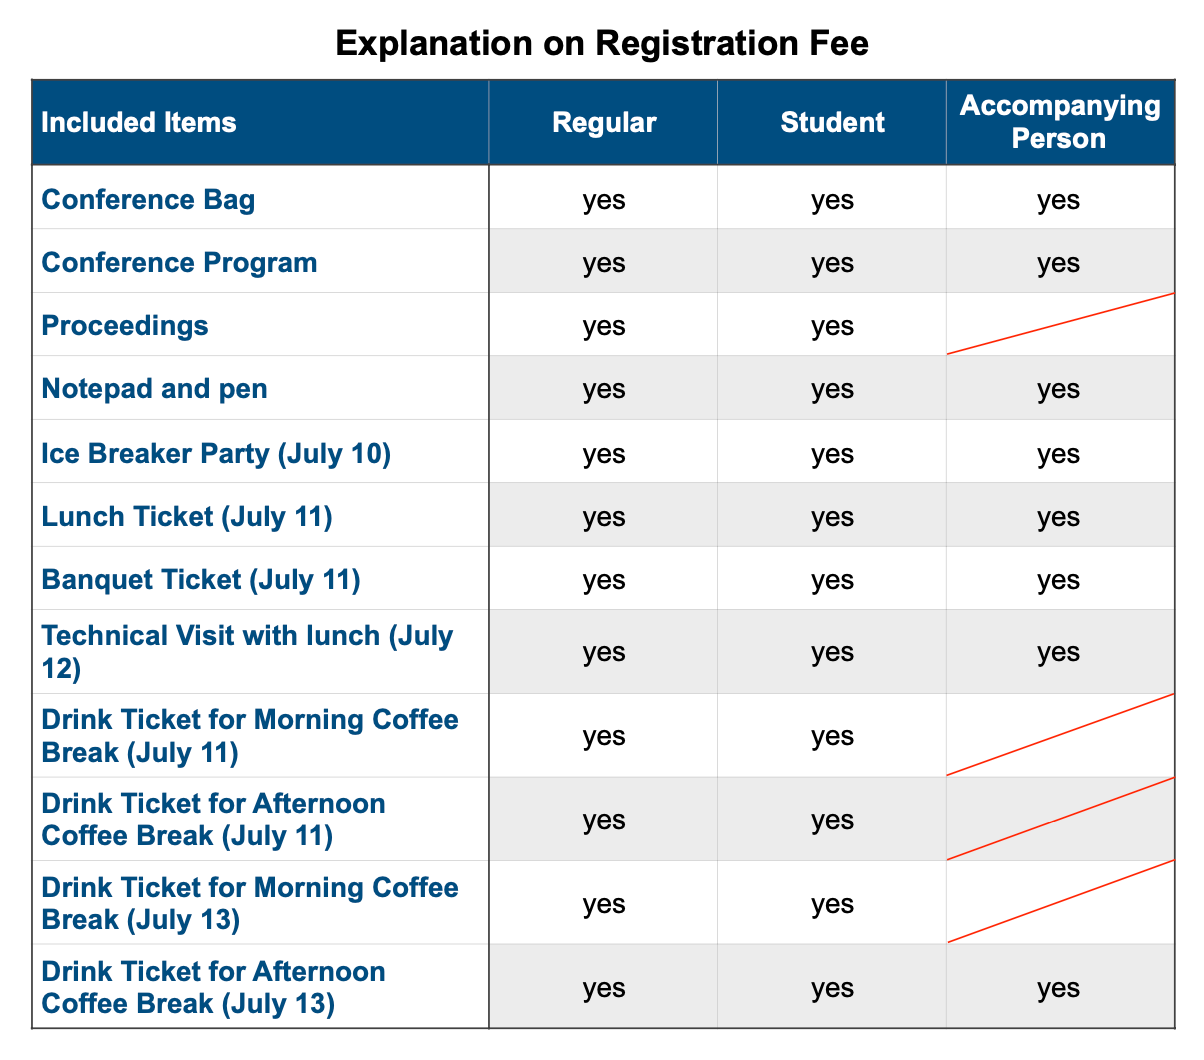 Explanation on Registration Fee
Included Items Regular Student Accompanying Person
Conference Bag yes yes yes
Conference Program yes yes yes
Proceedings yes yes
Notepad and pen yes yes yes
Ice Breaker Party (July 10) yes yes yes
Lunch Ticket (July 11) yes yes yes
Banquet Ticket (July 11) yes yes yes
Technical Visit with lunch (July
12) yes yes yes
Drink Ticket for Morning Coffee
Break (July 11) yes yes
Drink Ticket for Afternoon
Coffee Break (July 11) yes yes
Drink Ticket for Morning Coffee
Break (July 13) yes yes
Drink Ticket for Afternoon
Coffee Break (July 13) yes yes yes